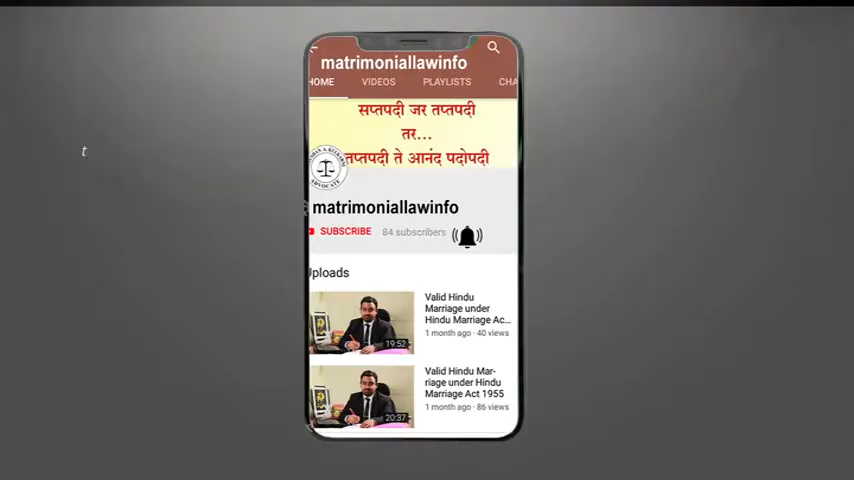 matrimoniallawinfo
HOME VIDEOS PLAYLISTS CHA
सप्तपदी जर तप्तपदी
तर...
तप्तपदी ते आनंद पदोपदी
ADVOCATE
matrimoniallawinfo
SUBSCRIBE 84 subscribers
Uploads
Valid Hindu
Marriage under
Hindu Marriage Ac...
1 month ago · 40 views
19:52
Valid Hindu Mar-
riage under Hindu
Marriage Act 1955
1 month ago · 86 views
20:37
t